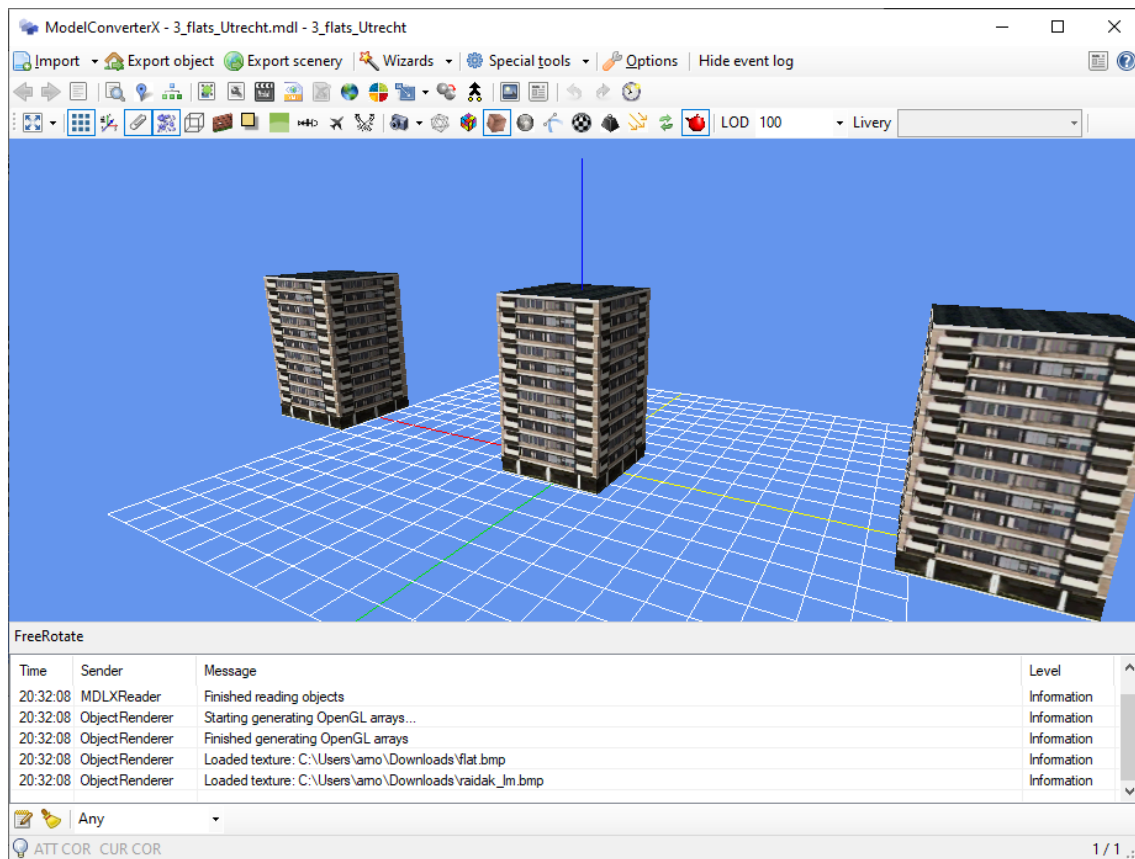 ModelConverterX - 3_flats_Utrecht.mdl - 3_flats_Utrecht
Import Export object Export scenery Wizards Special tools Options Hide event log
LOD 100 Livery
FreeRotate
Time Sender Message Level
20:32:08 MDLXReader Finished reading objects Information
20:32:08 ObjectRenderer Starting generating OpenGL arrays... Information
20:32:08 ObjectRenderer Finished generating OpenGL arrays Information
20:32:08 ObjectRenderer Loaded texture: C:\Users\arno\Downloads\flat.bmp Information
20:32:08 ObjectRenderer Loaded texture: C:\Users\arno\Downloads\raidak_lm.bmp Information
Any
ATT COR CUR COR 1 / 1